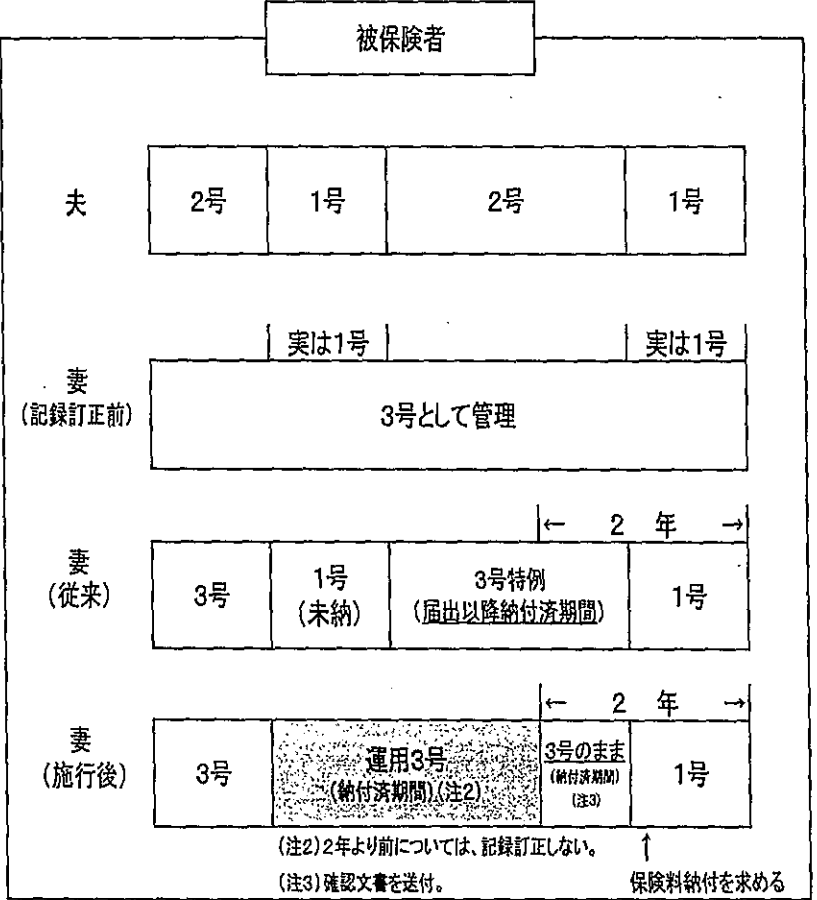 被保険者
夫
2号 1号 2号 1号
実は1号 実は1号
妻
(記録訂正前)
3号として管理
← 2年 →
妻
(従来)
3号
1号
(未納)
3号特例
(届出以降納付済期間)
1号
← 2年 →
妻
(施行後)
3号
運用3号
(納付済期間)(注2)
3号のまま
(納付済期間)
(注3)
1号
(注2)2年より前については、記録訂正しない。
↑
(注3)確認文書を送付。
保険料納付を求める